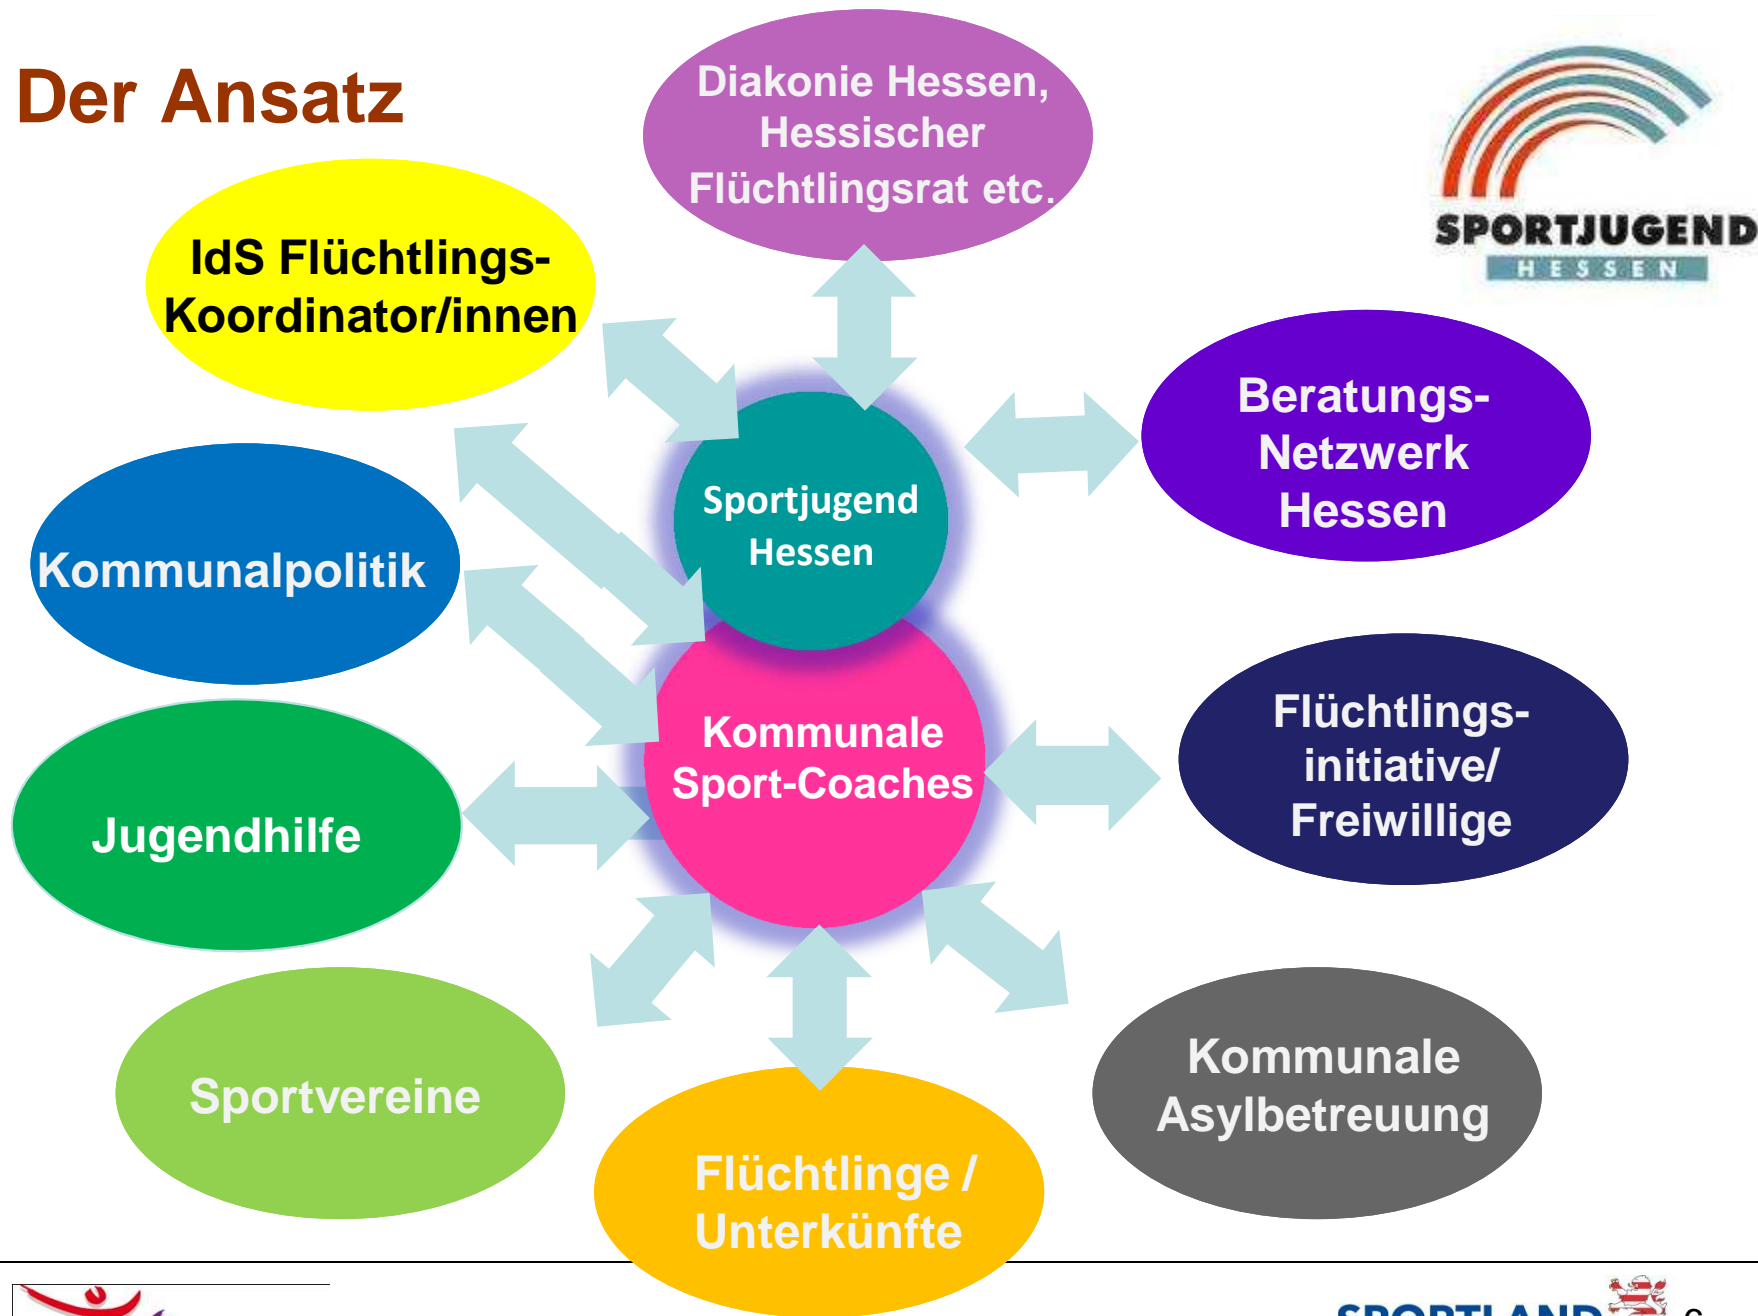 Der Ansatz
Diakonie Hessen,
Hessischer
Flüchtlingsrat etc.
SPORTJUGEND
HESSEN
IdS Flüchtlings-
Koordinator/innen
Beratungs-
Netzwerk
Hessen
Sportjugend
Hessen
Kommunalpolitik
Kommunale
Sport-Coaches
Flüchtlings-
initiative/
Freiwillige
Jugendhilfe
Sportvereine
Kommunale
Asylbetreuung
Flüchtlinge /
Unterkünfte
SPORTLAND